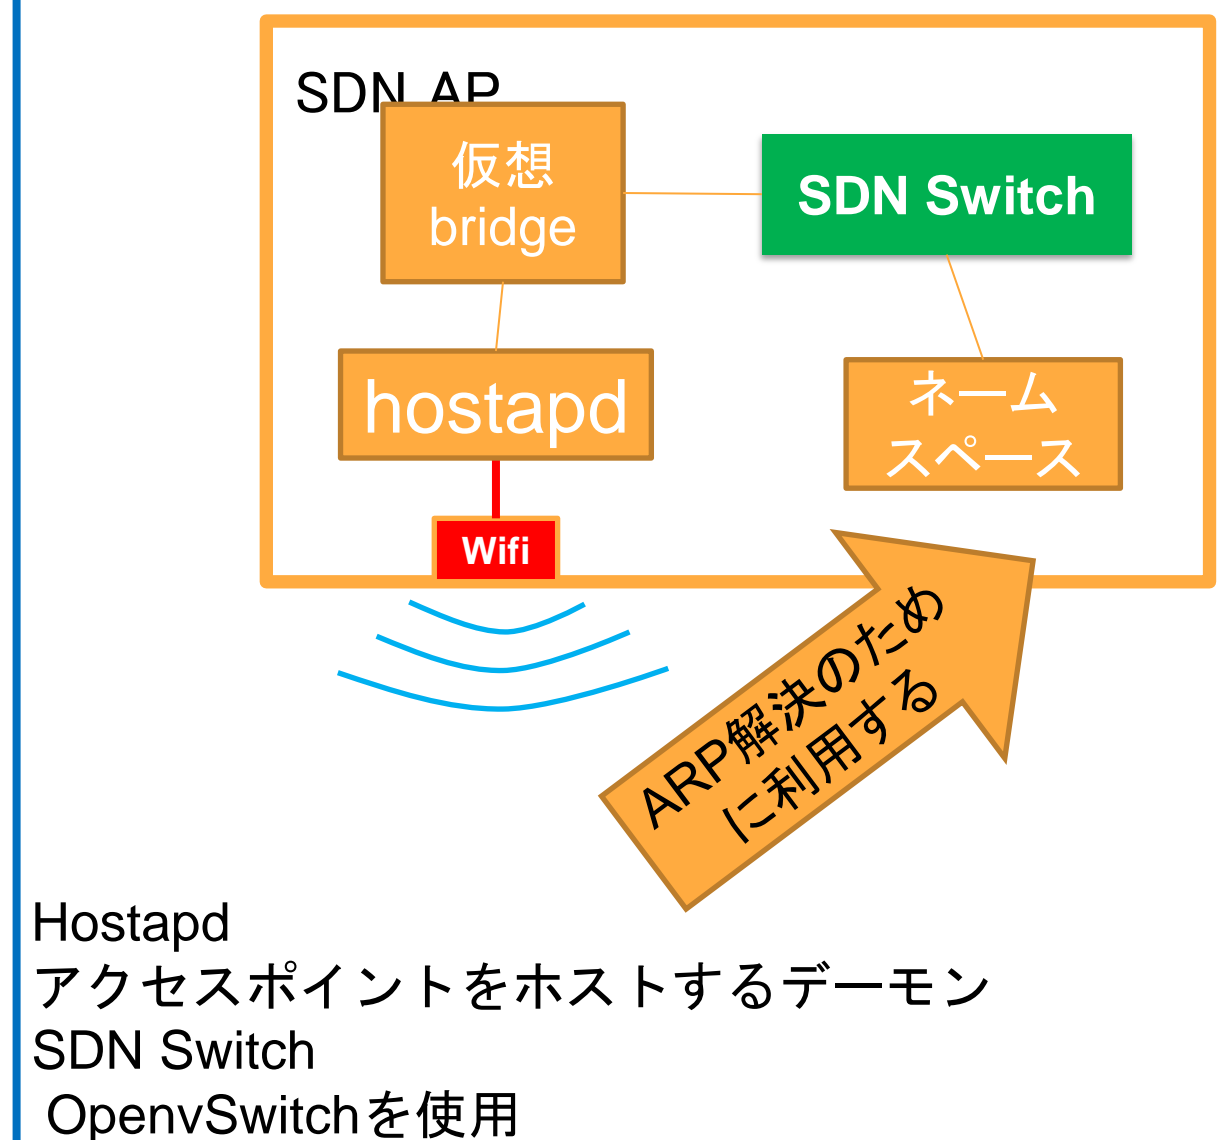 SDN AP
仮想
bridge
SDN Switch
hostapd
ネーム
スペース
Wifi
ARP解決のため
に利用する
Hostapd
アクセスポイントをホストするデーモン
SDN Switch
OpenvSwitchを使用